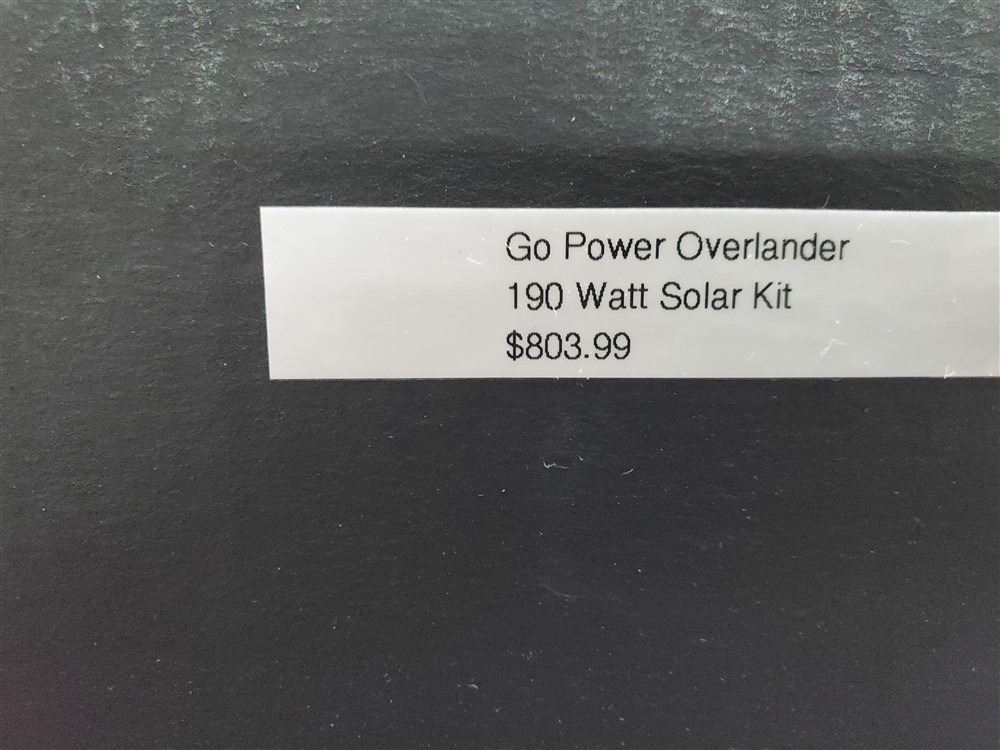 Go Power Overlander
190 Watt Solar Kit
$803.99